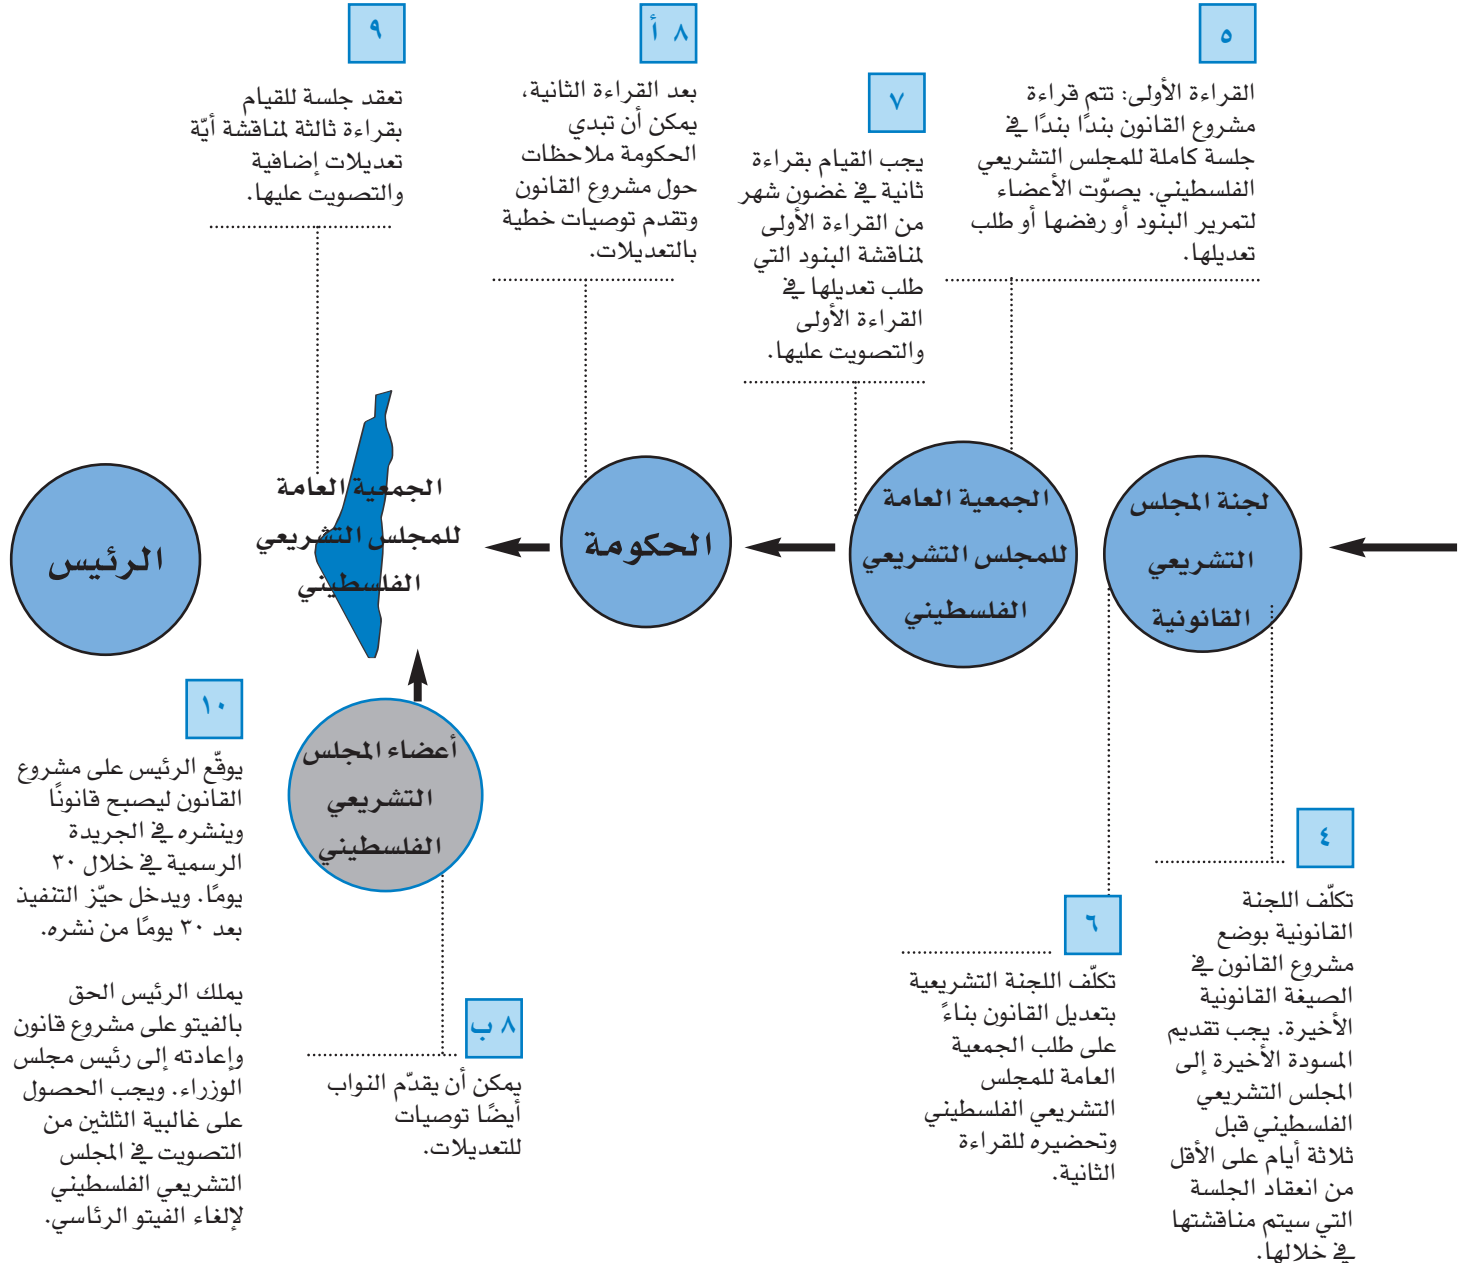 ٥
القراءة الأولى: تتم قراءة
مشروع القانون بندًا بندًا في
جلسة كاملة للمجلس التشريعي
الفلسطيني. يصوّت الأعضاء
لتمرير البنود أو رفضها أو طلب
تعديلها.
٧
يجب القيام بقراءة
ثانية في غضون شهر
من القراءة الأولى
لمناقشة البنود التي
طلب تعديلها في
القراءة الأولى
والتصويت عليها.
٨ أ
بعد القراءة الثانية،
يمكن أن تبدي
الحكومة ملاحظات
حول مشروع القانون
وتقدم توصيات خطية
بالتعديلات.
٩
تعقد جلسة للقيام
بقراءة ثالثة لمناقشة أيّة
تعديلات إضافية
والتصويت عليها.
لجنة المجلس
التشريعي
القانونية
الجمعية العامة
للمجلس التشريعي
الفلسطيني
الحكومة
الجمعية العامة
للمجلس التشريعي
الفلسطيني
الرئيس
أعضاء المجلس
التشريعي
الفلسطيني
٤
تكلّف اللجنة
القانونية بوضع
مشروع القانون في
الصيغة القانونية
الأخيرة. يجب تقديم
المسودة الأخيرة إلى
المجلس التشريعي
الفلسطيني قبل
ثلاثة أيام على الأقل
من انعقاد الجلسة
التي سيتم مناقشتها
في خلالها.
٦
تكلّف اللجنة التشريعية
بتعديل القانون بناءً
على طلب الجمعية
العامة للمجلس
التشريعي الفلسطيني
وتحضيره للقراءة
الثانية.
٨ ب
يمكن أن يقدّم النواب
أيضًا توصيات
للتعديلات.
١٠
يوقّع الرئيس على مشروع
القانون ليصبح قانونًا
وينشره في الجريدة
الرسمية في خلال ٣٠
يومًا. ويدخل حيّز التنفيذ
بعد ٣٠ يومًا من نشره.
يملك الرئيس الحق
بالفيتو على مشروع قانون
وإعادته إلى رئيس مجلس
الوزراء. ويجب الحصول
على غالبية الثلثين من
التصويت في المجلس
التشريعي الفلسطيني
لإلغاء الفيتو الرئاسي.